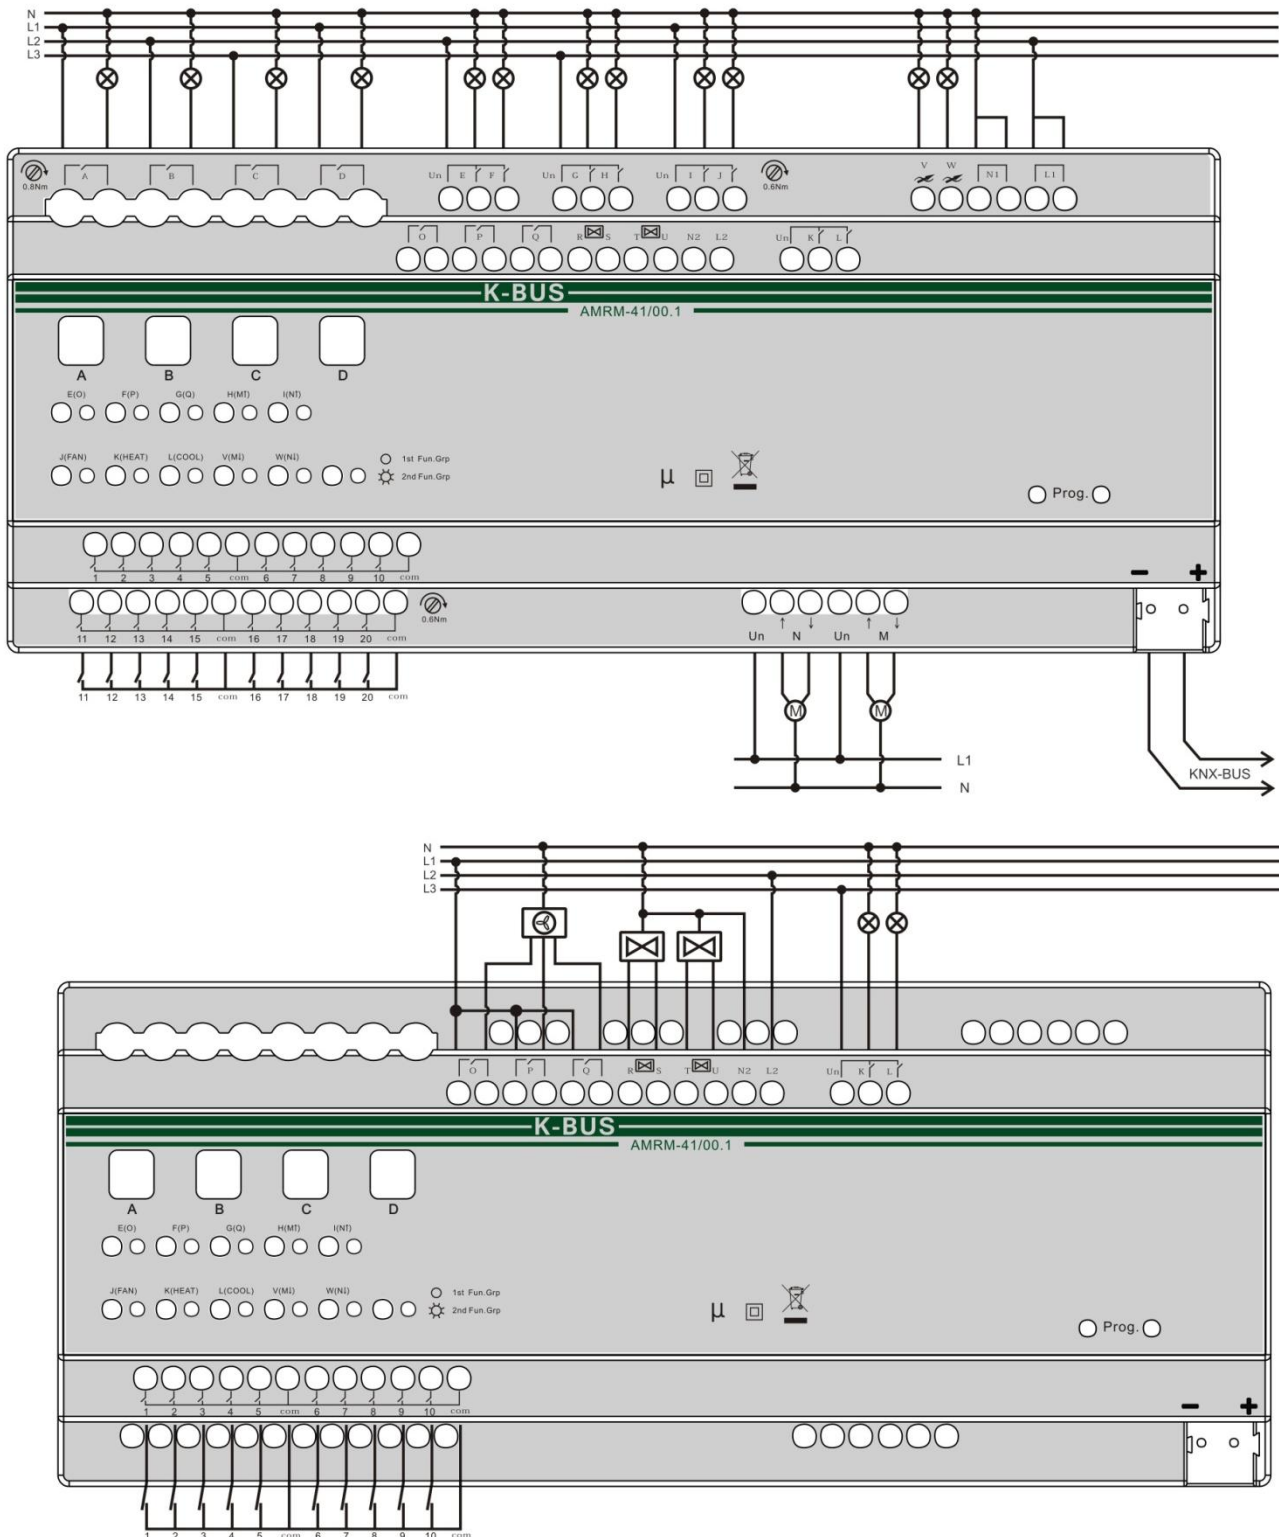 N
L1
L2
L3
0.8Nm
A B C D Un E F Un G H Un I J 0.6Nm V W N1 L1
O P Q R S T U N2 L2 Un K L
K-BUS
AMRM-41/00.1
A B C D
E(O) F(P) G(Q) H(M↑) I(N↑)
J(FAN) K(HEAT) L(COOL) V(M↓) W(N↓)
1st Fun.Grp
2nd Fun.Grp
µ
Prog.
1 2 3 4 5 com 6 7 8 9 10 com
- +
0.6Nm
11 12 13 14 15 com 16 17 18 19 20 com
Un ↑ N ↓ Un ↑ M ↓
11 12 13 14 15 com 16 17 18 19 20 com
M M
L1
N
KNX-BUS
N
L1
L2
L3
O P Q R S T U N2 L2 Un K L
K-BUS
AMRM-41/00.1
A B C D
E(O) F(P) G(Q) H(M↑) I(N↑)
J(FAN) K(HEAT) L(COOL) V(M↓) W(N↓)
1st Fun.Grp
2nd Fun.Grp
µ
Prog.
1 2 3 4 5 com 6 7 8 9 10 com
- +
1 2 3 4 5 com 6 7 8 9 10 com